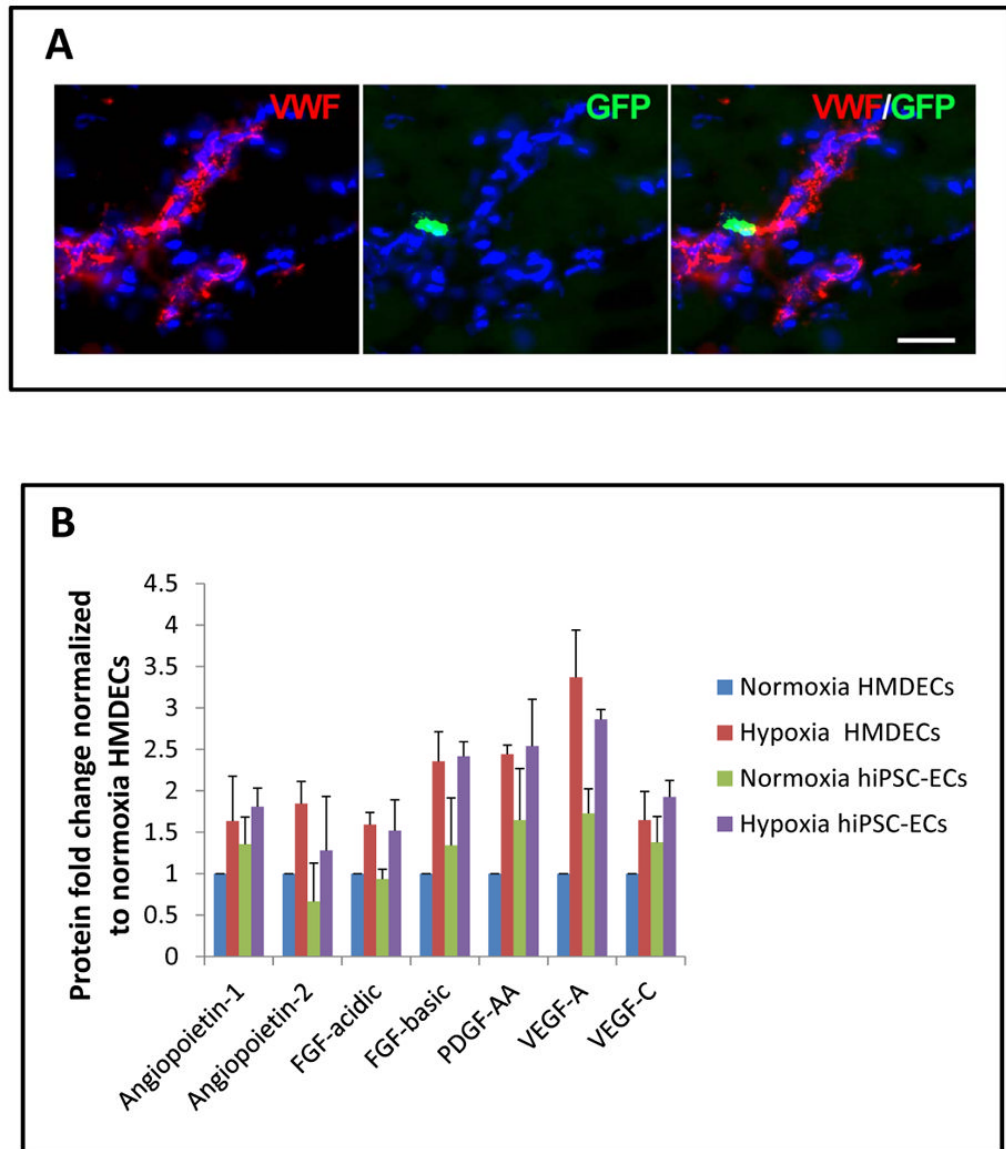 A
VWF
GFP
VWF/GFP
B
Protein fold change normalized
to normoxia HMDECs
4.5
4
3.5
3
2.5
2
1.5
1
0.5
0
Angiopoietin-1
Angiopoietin-2
FGF-acidic
FGF-basic
PDGF-AA
VEGF-A
VEGF-C
Normoxia HMDECs
Hypoxia HMDECs
Normoxia hiPSC-ECs
Hypoxia hiPSC-ECs